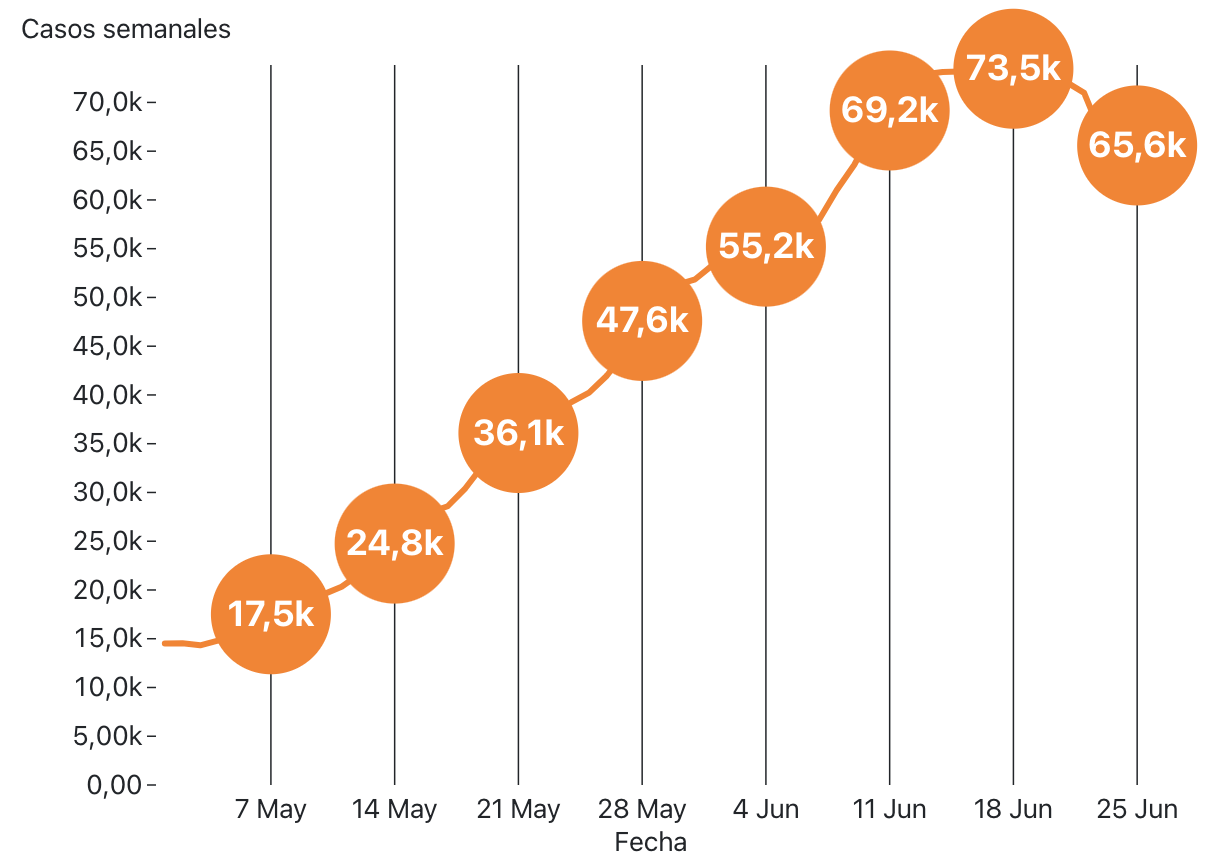 Casos semanales
70,0k
65,0k
60,0k
55,0k
50,0k
45,0k
40,0k
35,0k
30,0k
25,0k
20,0k
15,0k
10,0k
5,00k
0,00
17,5k
24,8k
36,1k
47,6k
55,2k
69,2k
73,5k
65,6k
7 May 14 May 21 May 28 May 4 Jun 11 Jun 18 Jun 25 Jun
Fecha